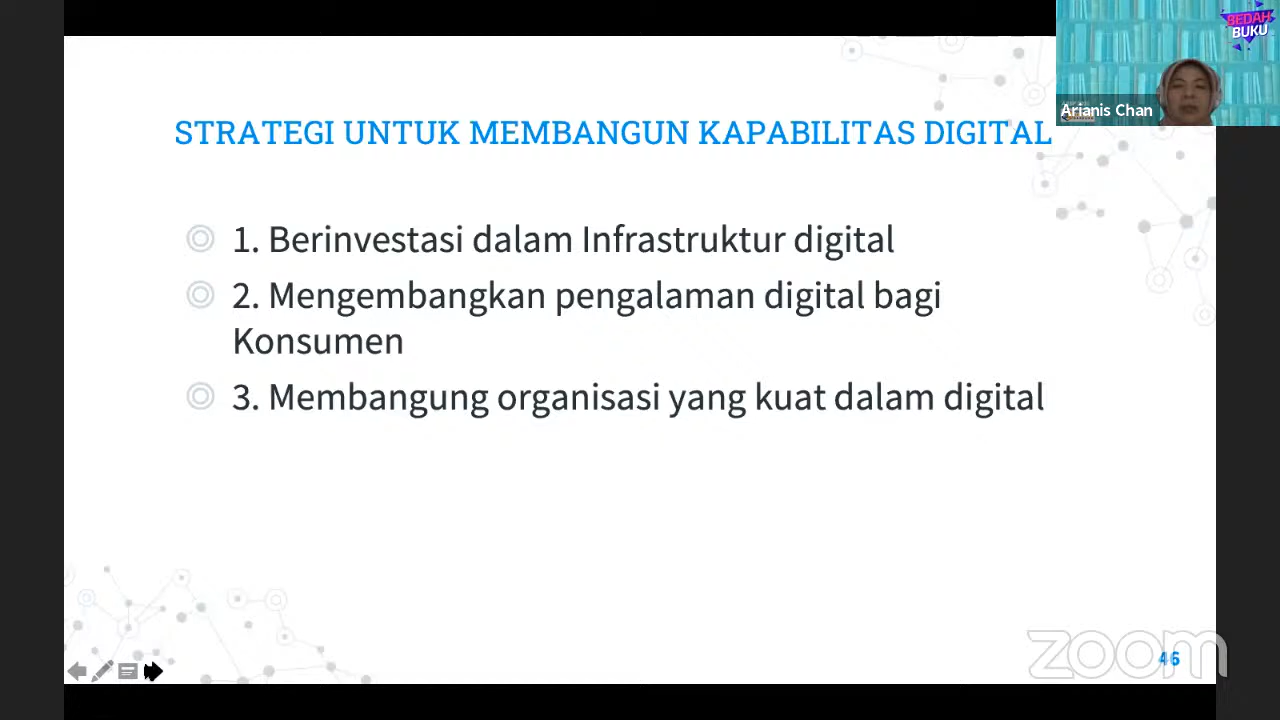 BEDAH
BUKU
Arianis Chan
STRATEGI UNTUK MEMBANGUN KAPABILITAS DIGITAL
1. Berinvestasi dalam Infrastruktur digital
2. Mengembangkan pengalaman digital bagi
Konsumen
3. Membangung organisasi yang kuat dalam digital
zoom
46